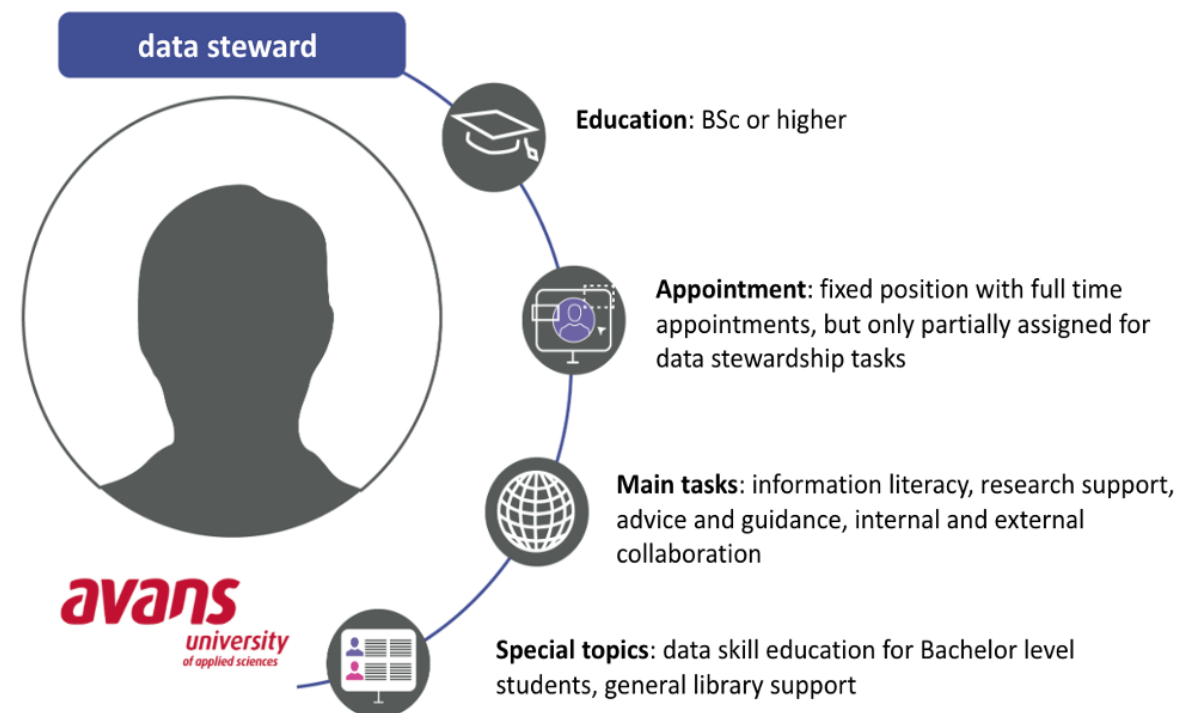 data steward
Education: BSc or higher
Appointment: fixed position with full time
appointments, but only partially assigned for
data stewardship tasks
Main tasks: information literacy, research support,
advice and guidance, internal and external
collaboration
avans
university
of applied sciences
Special topics: data skill education for Bachelor level
students, general library support